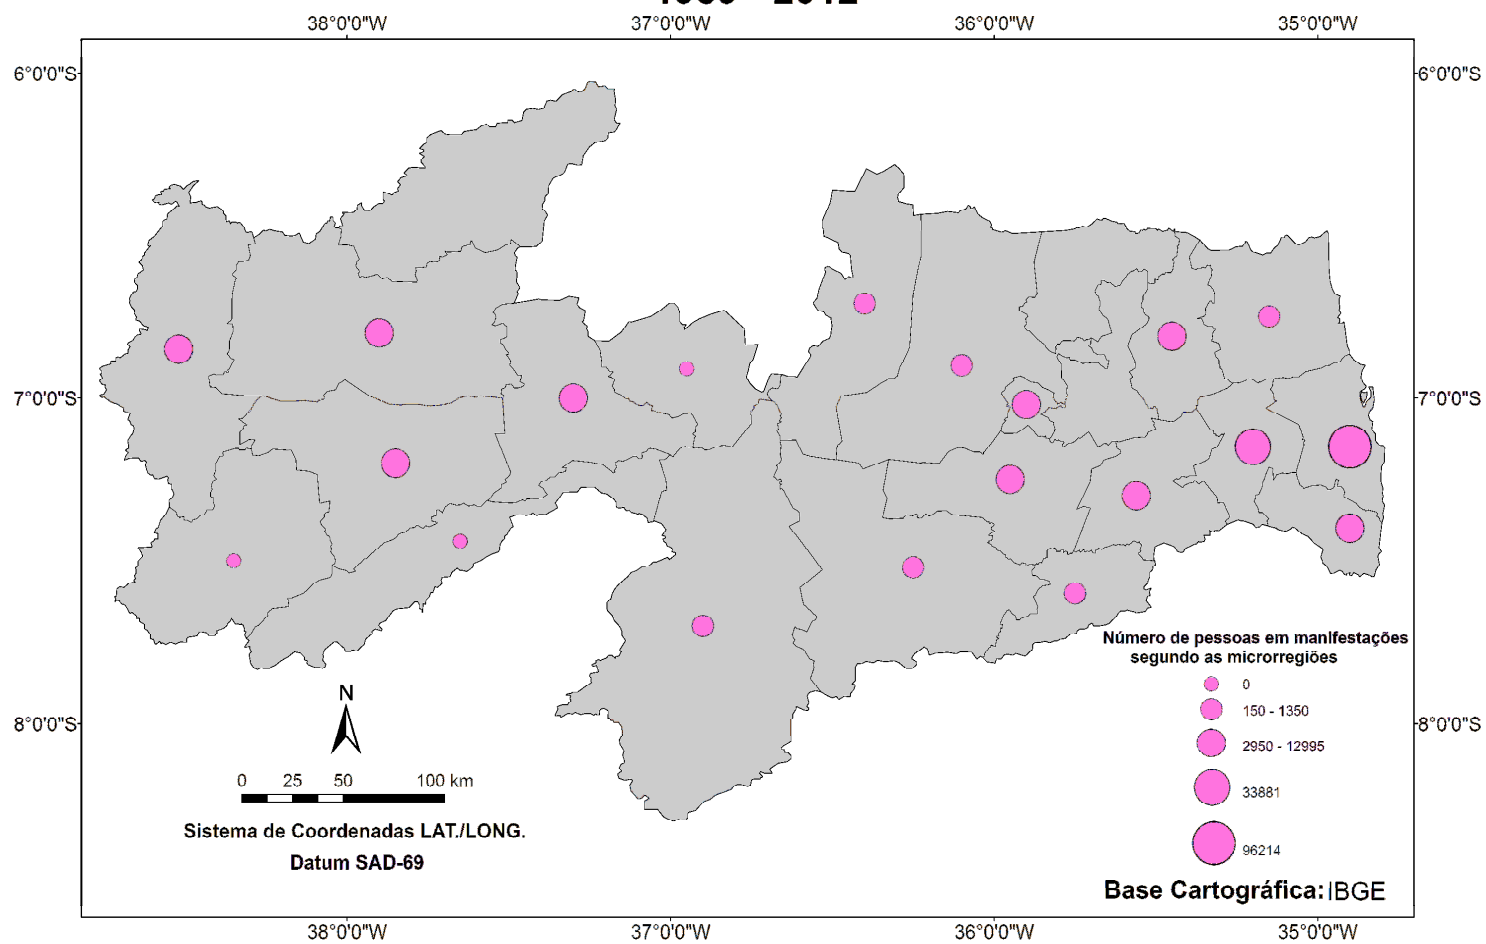 38°0'0"W 37°0'0"W 36°0'0"W 35°0'0"W
6°0'0"S 6°0'0"S
7°0'0"S 7°0'0"S
Número de pessoas em manifestações
segundo as microrregiões
0
150 - 1350
2950 - 12995
33881
96214
8°0'0"S 8°0'0"S
N
0 25 50 100 km
Sistema de Coordenadas LAT./LONG.
Datum SAD-69
Base Cartográfica: IBGE
38°0'0"W 37°0'0"W 36°0'0"W 35°0'0"W